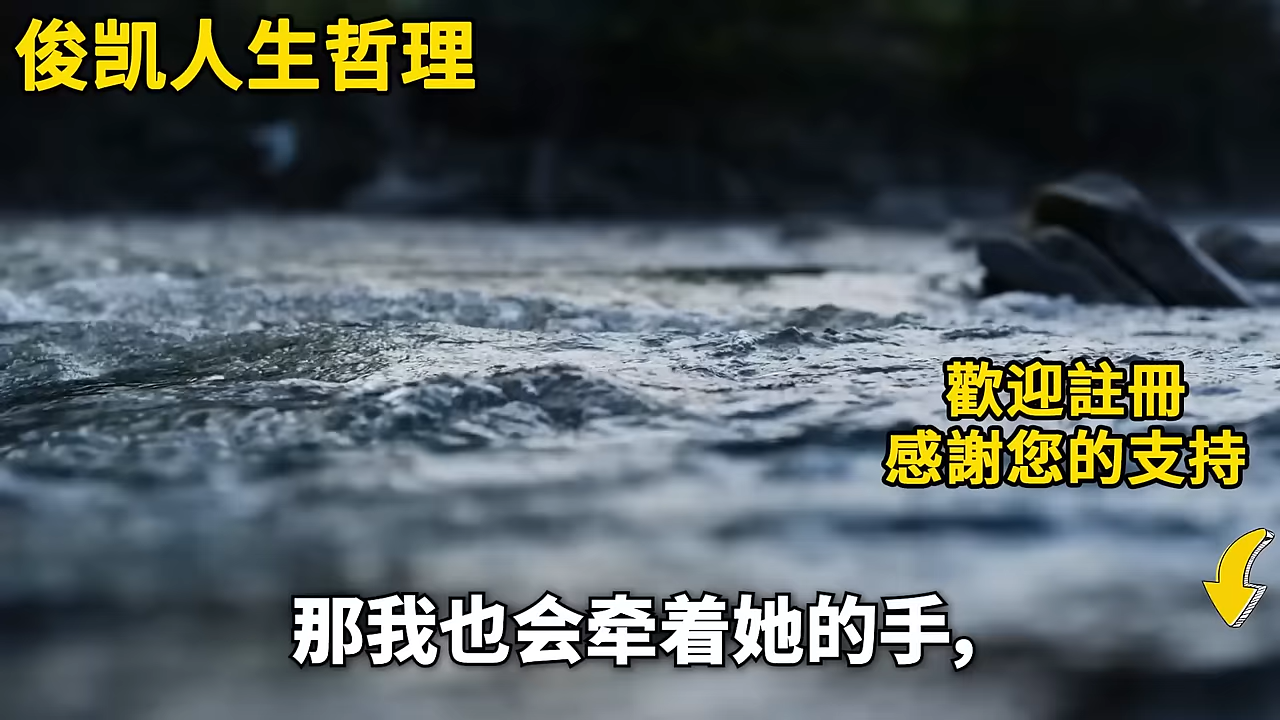 俊凯人生哲理
歡迎註冊
感謝您的支持
那我也会牵着她的手,